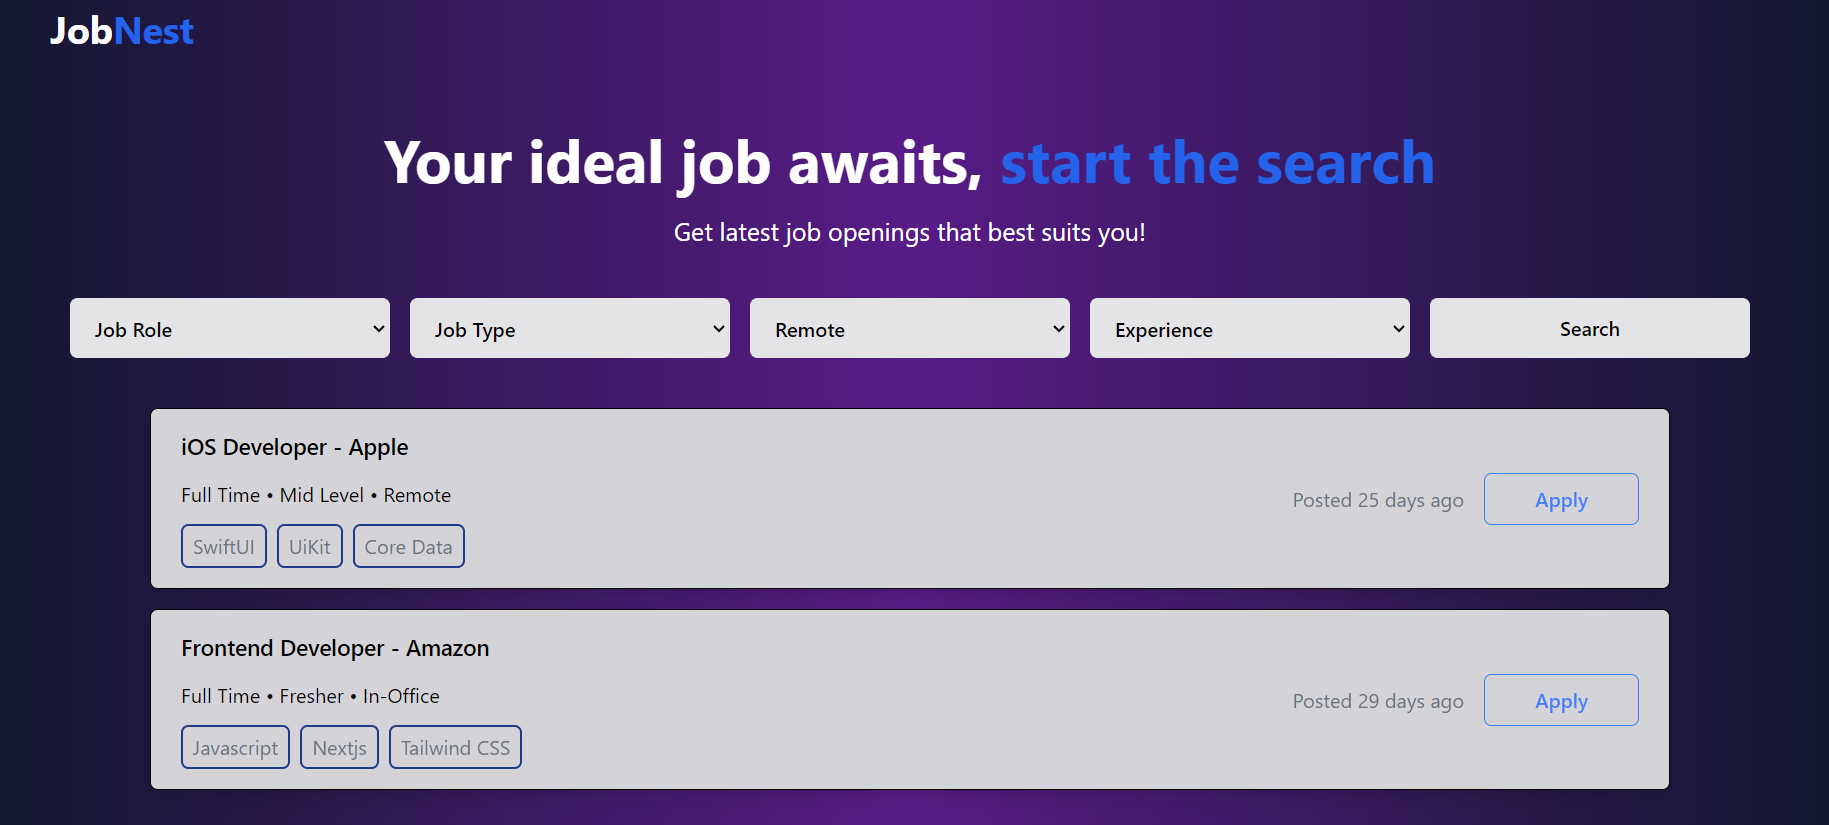 JobNest
Your ideal job awaits, start the search
Get latest job openings that best suits you!
Job Role
Job Type
Remote
Experience
Search
iOS Developer - Apple
Full Time • Mid Level • Remote
Posted 25 days ago
Apply
SwiftUI
UiKit
Core Data
Frontend Developer - Amazon
Full Time • Fresher • In-Office
Posted 29 days ago
Apply
Javascript
Nextjs
Tailwind CSS